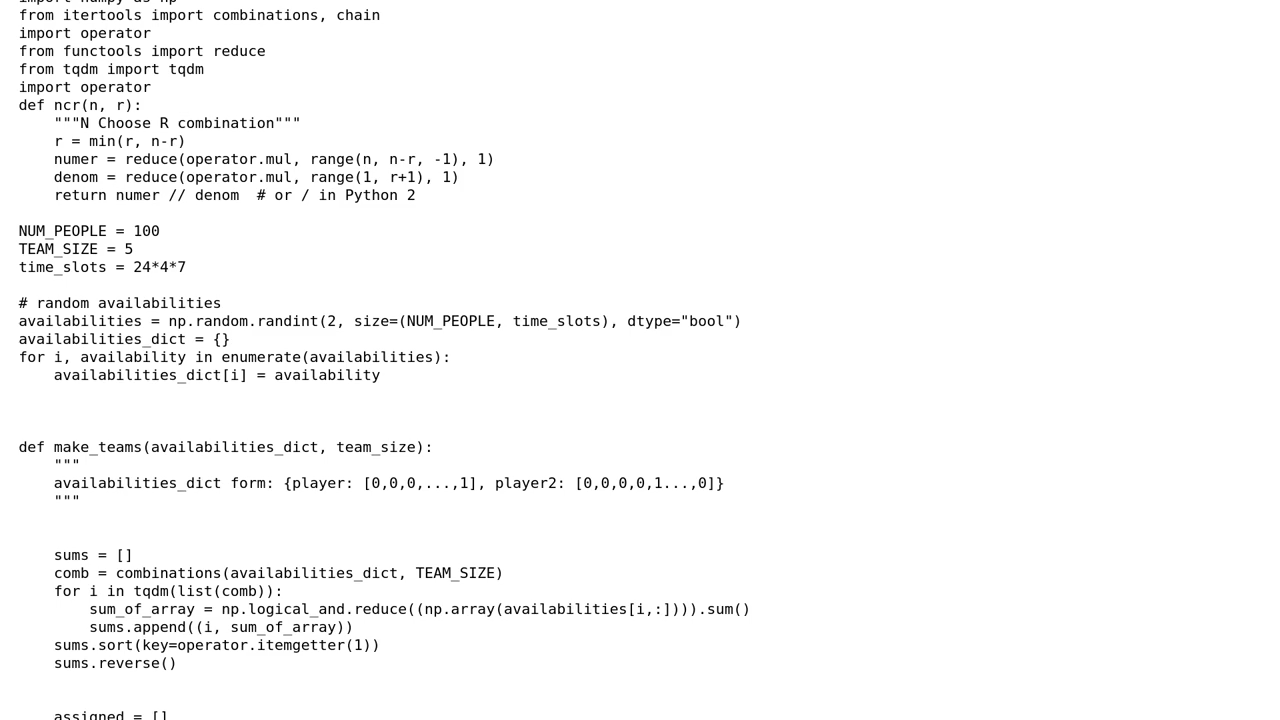 import numpy as np
from itertools import combinations, chain
import operator
from functools import reduce
from tqdm import tqdm
import operator
def ncr(n, r):
    """N Choose R combination"""
    r = min(r, n-r)
    numer = reduce(operator.mul, range(n, n-r, -1), 1)
    denom = reduce(operator.mul, range(1, r+1), 1)
    return numer // denom  # or / in Python 2

NUM_PEOPLE = 100
TEAM_SIZE = 5
time_slots = 24*4*7

# random availabilities
availabilities = np.random.randint(2, size=(NUM_PEOPLE, time_slots), dtype="bool")
availabilities_dict = {}
for i, availability in enumerate(availabilities):
    availabilities_dict[i] = availability

def make_teams(availabilities_dict, team_size):
    """
    availabilities_dict form: {player: [0,0,0,...,1], player2: [0,0,0,0,1...,0]}
    """

    sums = []
    comb = combinations(availabilities_dict, TEAM_SIZE)
    for i in tqdm(list(comb)):
        sum_of_array = np.logical_and.reduce((np.array(availabilities[i,:]))).sum()
        sums.append((i, sum_of_array))
    sums.sort(key=operator.itemgetter(1))
    sums.reverse()

    assigned = []